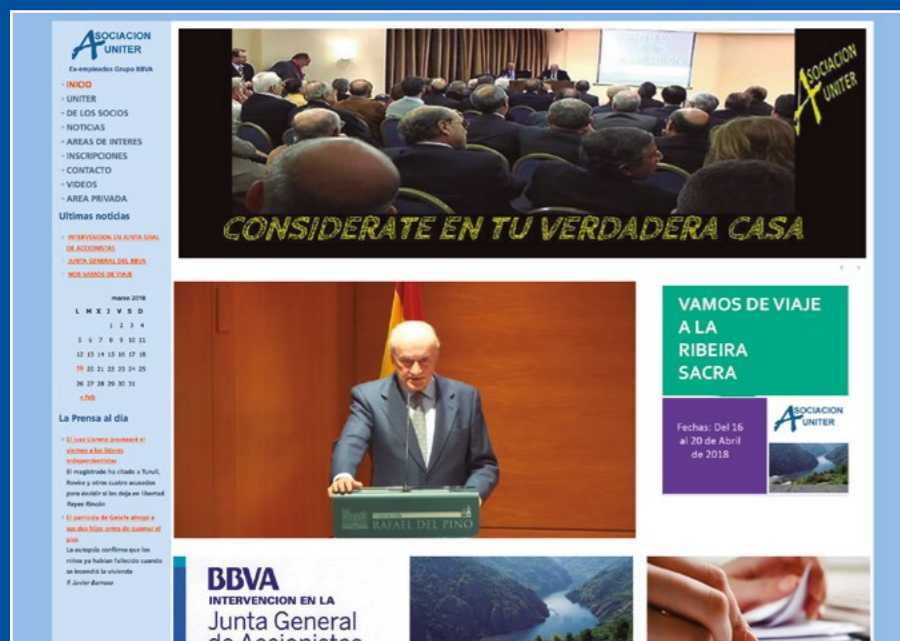 ASOCIACION
UNITER
Ex-empleados Grupo BBVA
INICIO
UNITER
DE LOS SOCIOS
NOTICIAS
AREAS DE INTERES
INSCRIPCIONES
CONTACTO
VIDEOS
AREA PRIVADA
Ultimas noticias
INTERVENCION EN JUNTA GRAL
DE ACCIONISTAS
JUNTA GENERAL DEL BBVA
NOS VAMOS DE VIAJE
marzo 2018
L M X J V S D
1 2 3 4
5 6 7 8 9 10 11
12 13 14 15 16 17 18
19 20 21 22 23 24 25
26 27 28 29 30 31
« Feb
La Prensa al día
El juez Llarena procesará el
viernes a los líderes
independentistas
El magistrado ha citado a Turull,
Rovira y otros cuatro acusados
para decidir si les deja en libertad
Reyes Rincón
El parricida de Getafe ahogó a
sus dos hijos antes de quemar el
piso
La autopsia confirma que los
niños ya habían fallecido cuando
se incendió la vivienda
F. Javier Barroso
ASOCIACION
UNITER
CONSIDERATE EN TU VERDADERA CASA
RAFAEL DEL PINO
VAMOS DE VIAJE
A LA
RIBEIRA
SACRA
Fechas: Del 16
al 20 de Abril
de 2018
ASOCIACION
UNITER
BBVA
INTERVENCION EN LA
Junta General
de Accionistas